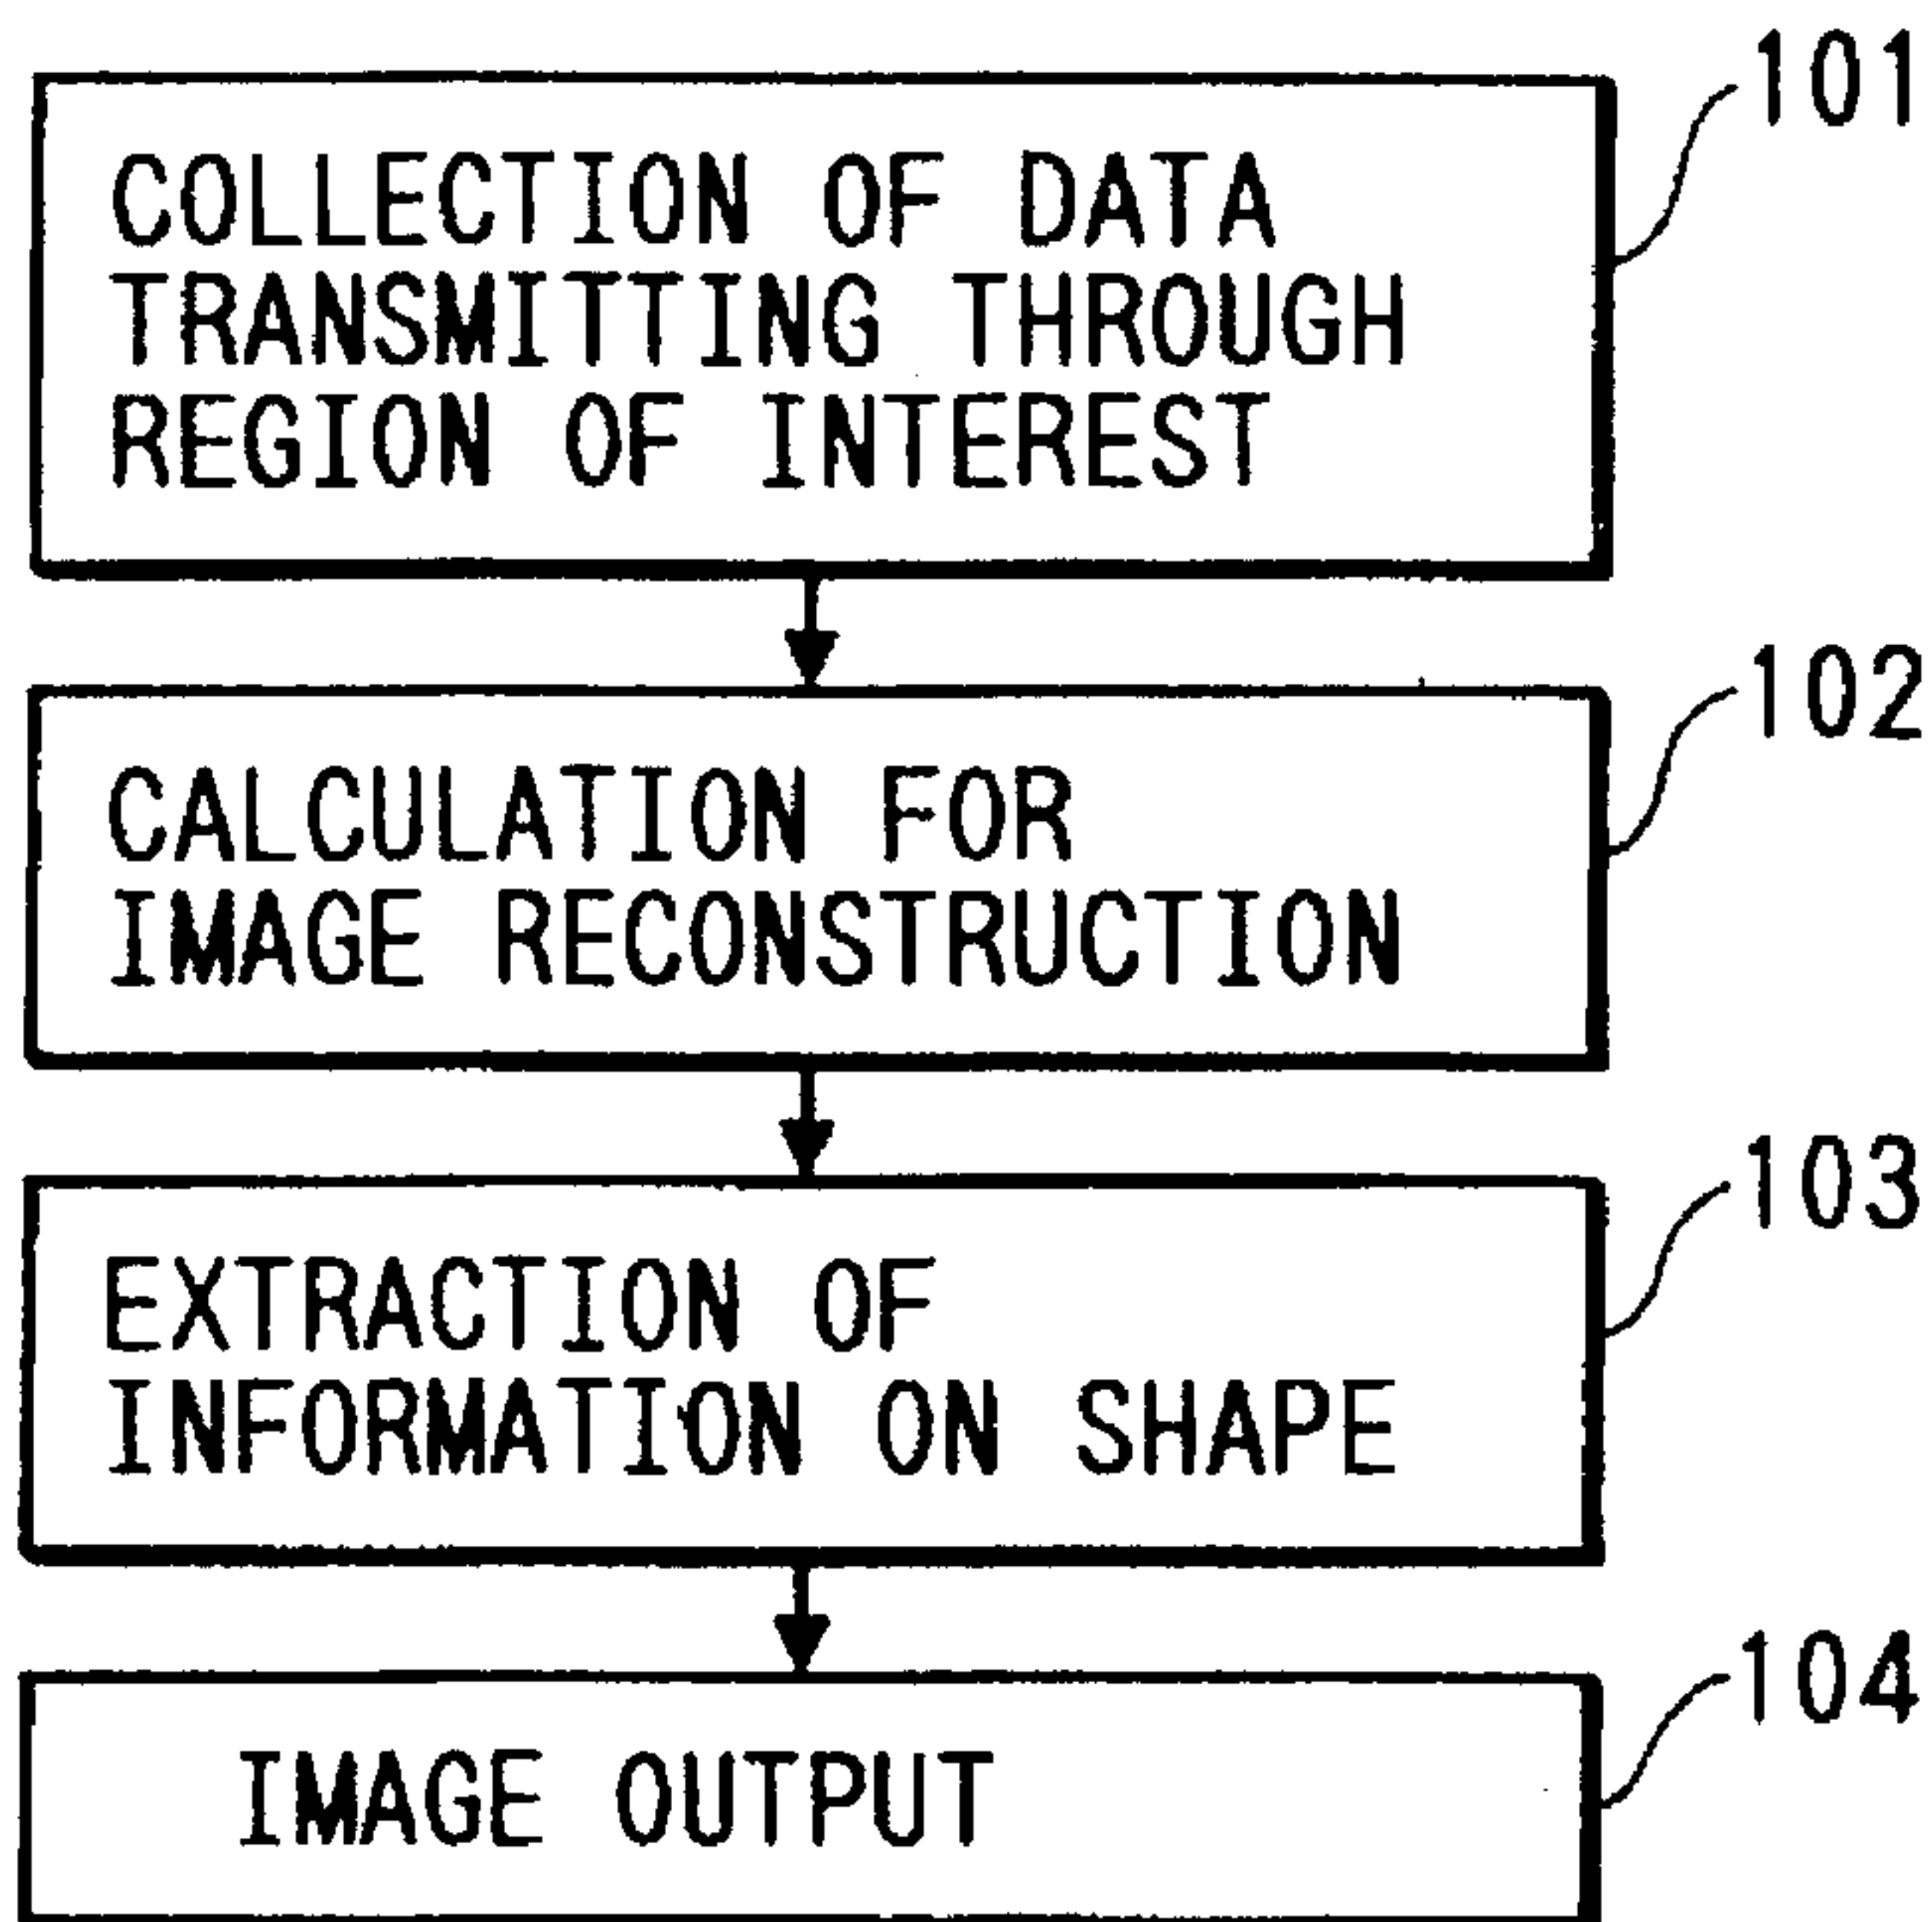 101
COLLECTION OF DATA
TRANSMITTING THROUGH
REGION OF INTEREST
102
CALCULATION FOR
IMAGE RECONSTRUCTION
103
EXTRACTION OF
INFORMATION ON SHAPE
104
IMAGE OUTPUT